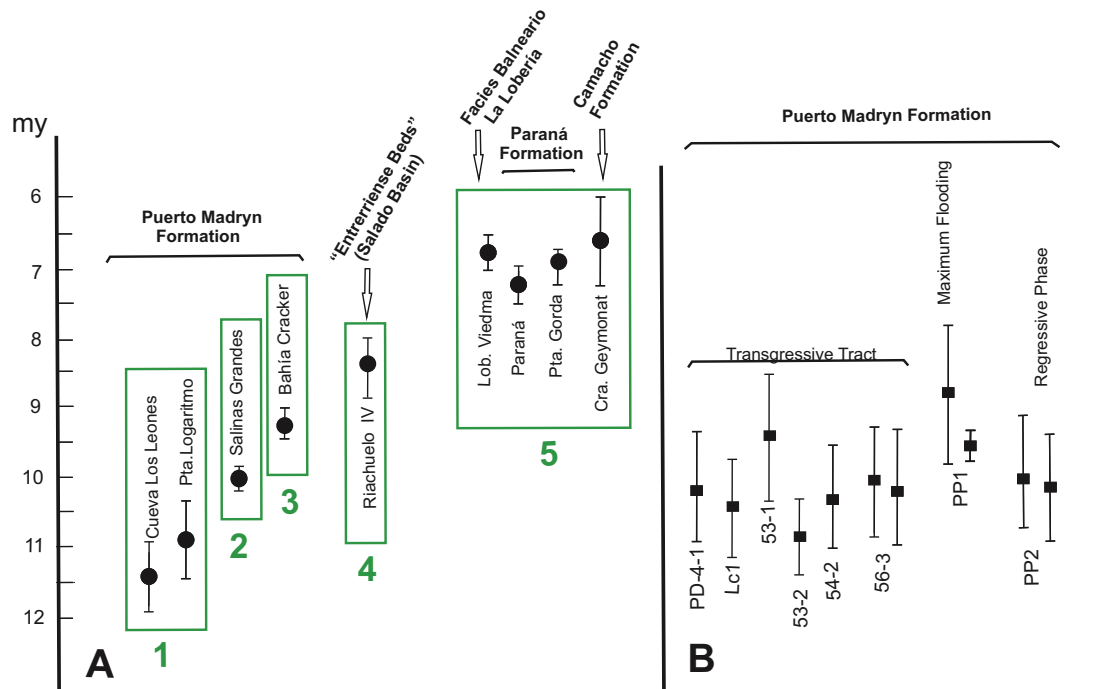 my
6
7
8
9
10
11
12
Puerto Madryn
Formation
Cueva Los Leones
Pta.Logaritmo
1
Salinas Grandes
2
Bahía Cracker
3
“Entrerriense Beds”
(Salado Basin)
Riachuelo IV
4
Facies Balneario
La Lobería
Paraná
Formation
Camacho
Formation
Lob. Viedma
Paraná
Pta. Gorda
Cra. Geymonat
5
A
Puerto Madryn Formation
Transgressive Tract
Maximum Flooding
Regressive Phase
PD-4-1
Lc1
53-1
53-2
54-2
56-3
PP1
PP2
B